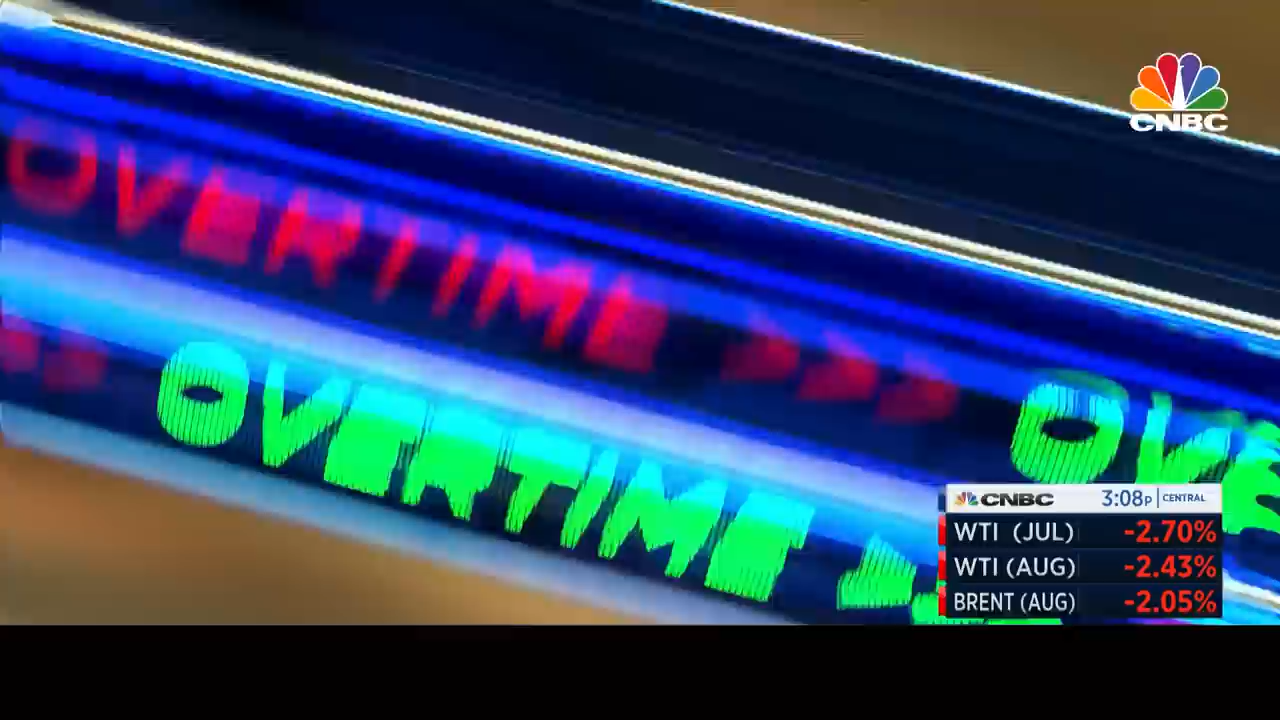 CNBC
OVERTIME >>>
OVERTIME
CNBC 3:08P CENTRAL
WTI (JUL) -2.70%
WTI (AUG) -2.43%
BRENT (AUG) -2.05%